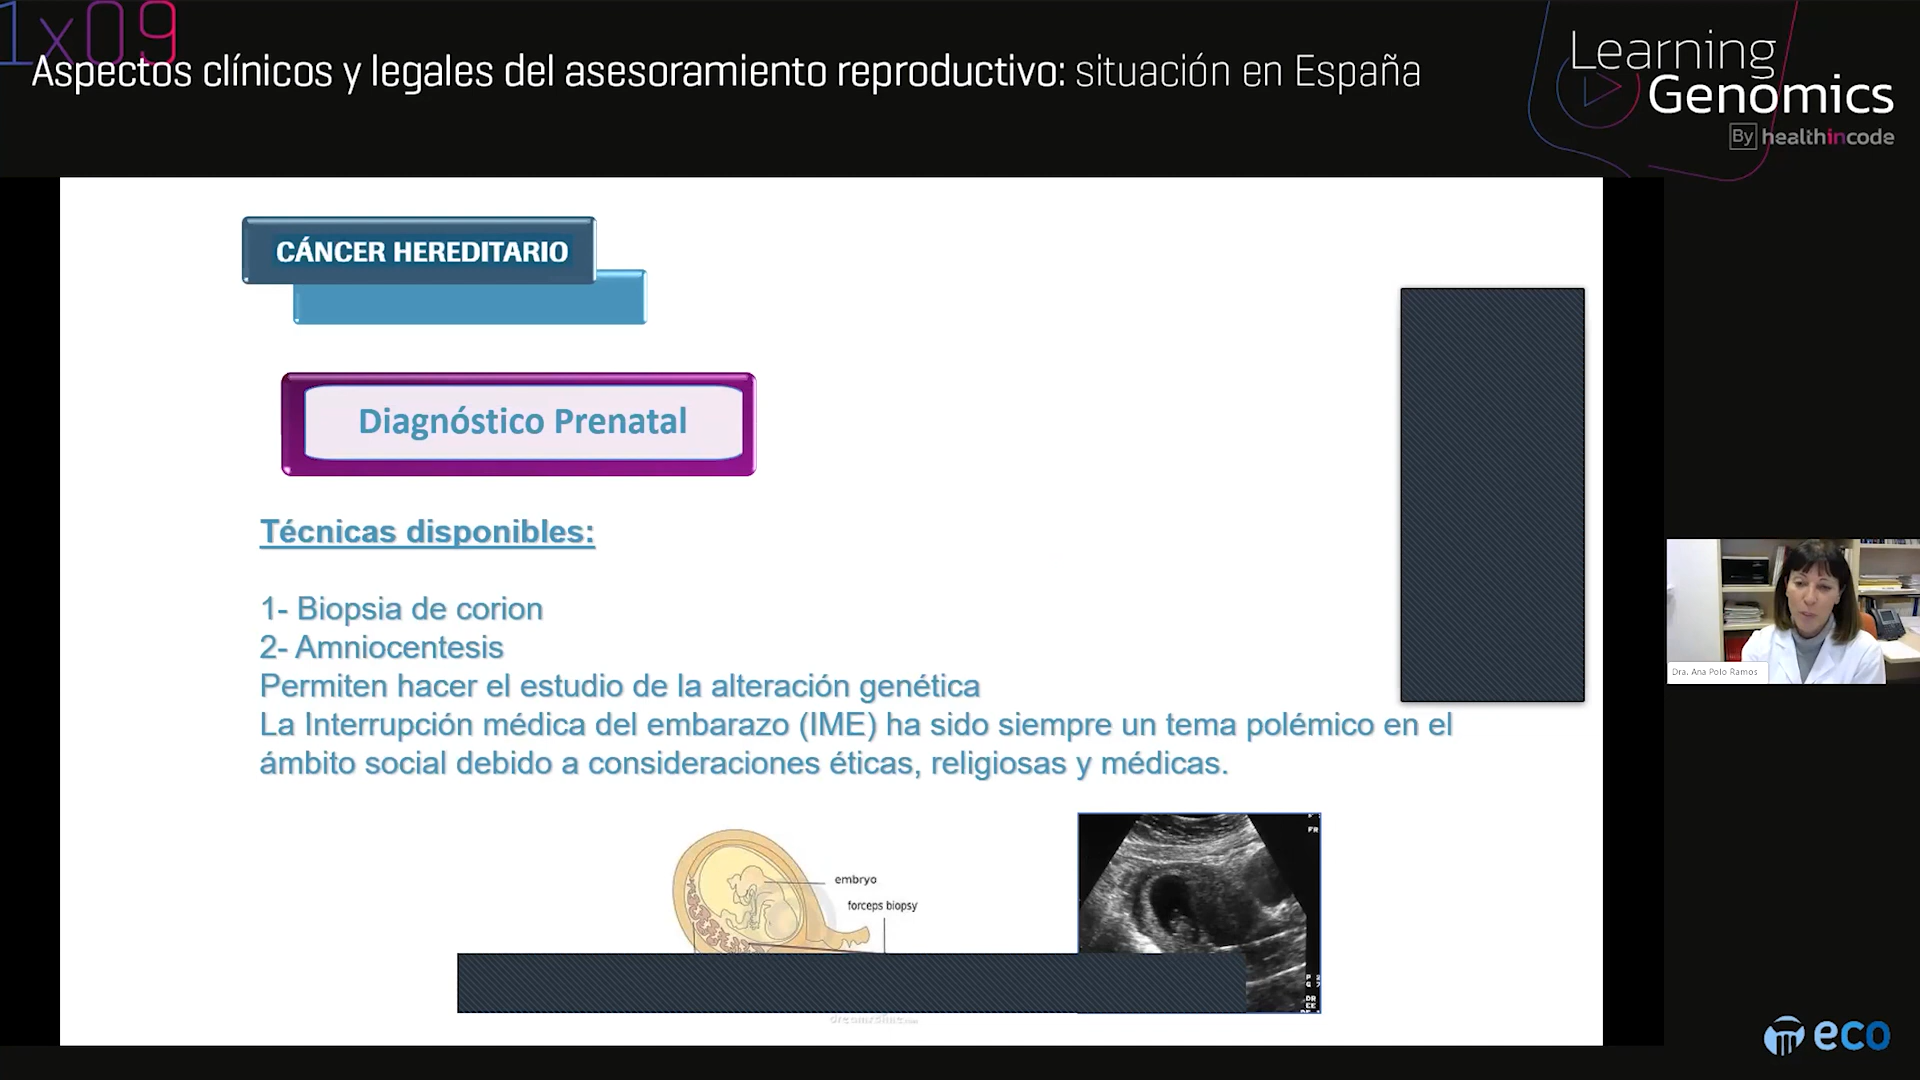 1x09
Aspectos clínicos y legales del asesoramiento reproductivo: situación en España
Learning
Genomics
By healthincode
CÁNCER HEREDITARIO
Diagnóstico Prenatal
Técnicas disponibles:
1- Biopsia de corion
2- Amniocentesis
Permiten hacer el estudio de la alteración genética
La Interrupción médica del embarazo (IME) ha sido siempre un tema polémico en el
ámbito social debido a consideraciones éticas, religiosas y médicas.
embryo
forceps biopsy
FR
Dra. Ana Polo Ramos
eco